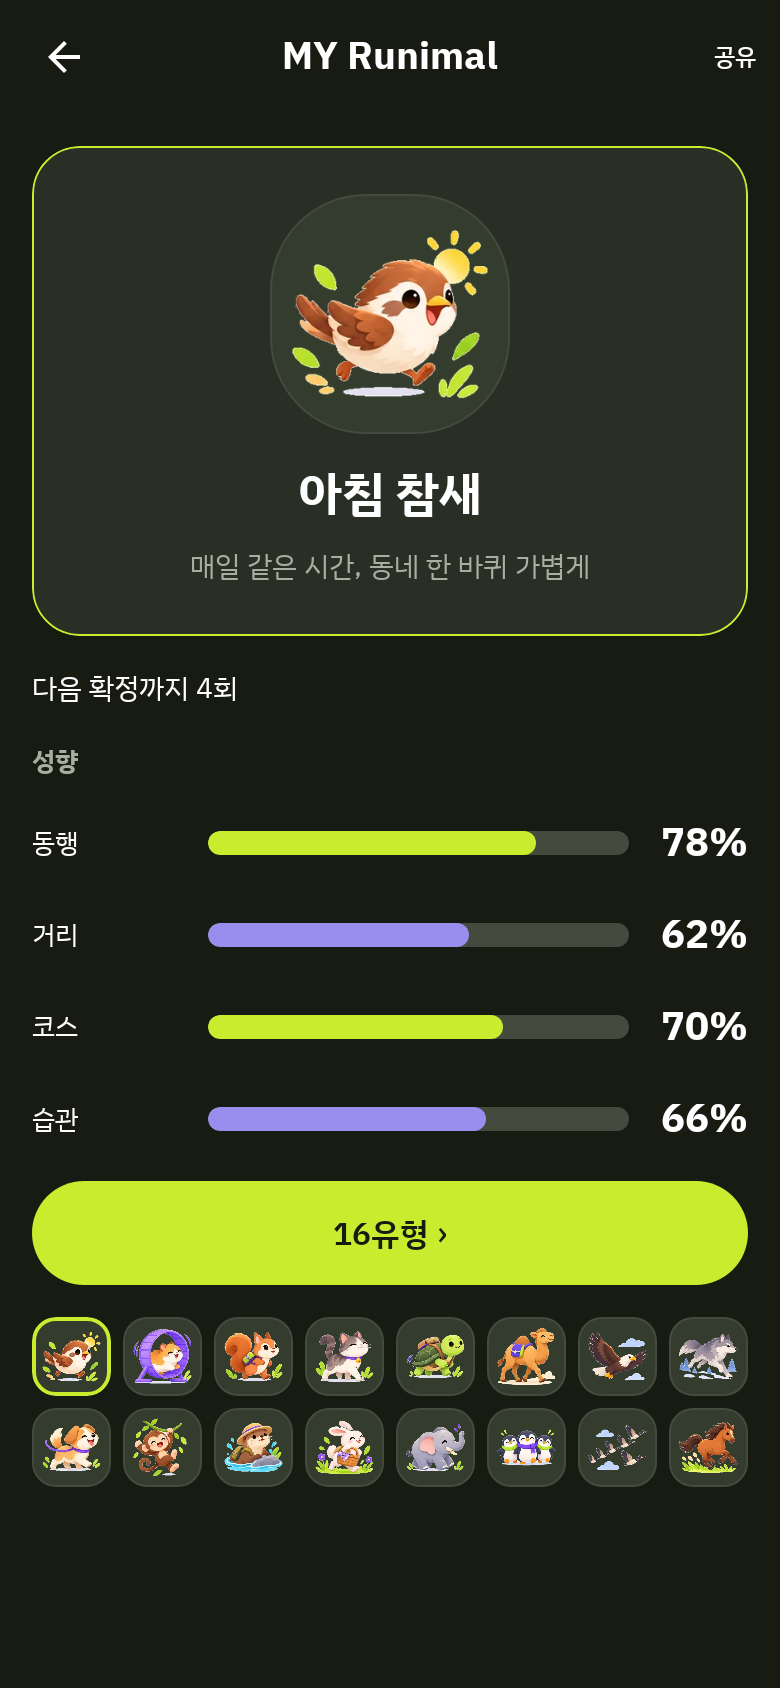 MY Runimal
공유
아침 참새
매일 같은 시간, 동네 한 바퀴 가볍게
다음 확정까지 4회
성향
동행 78%
거리 62%
코스 70%
습관 66%
16유형 ›